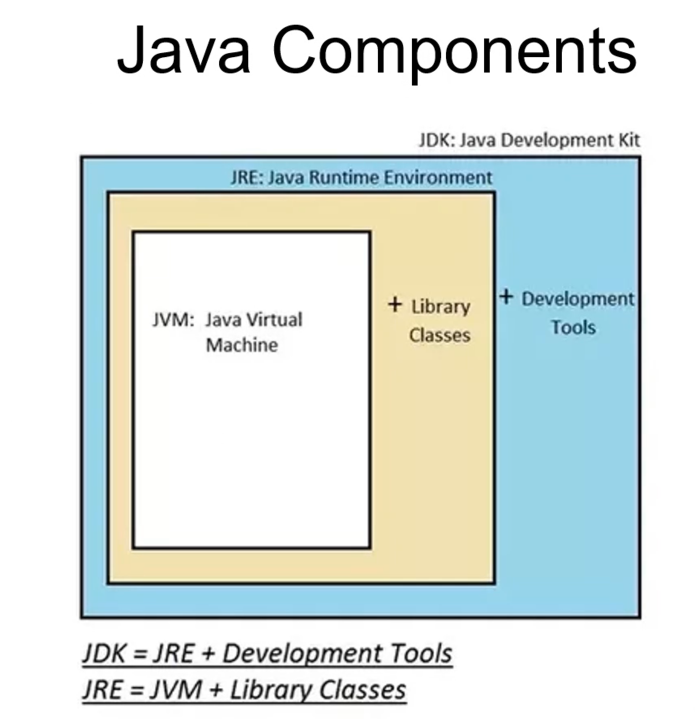 Java Components
JDK: Java Development Kit
JRE: Java Runtime Environment
JVM: Java Virtual
Machine
+ Library
Classes
+ Development
Tools
JDK = JRE + Development Tools
JRE = JVM + Library Classes